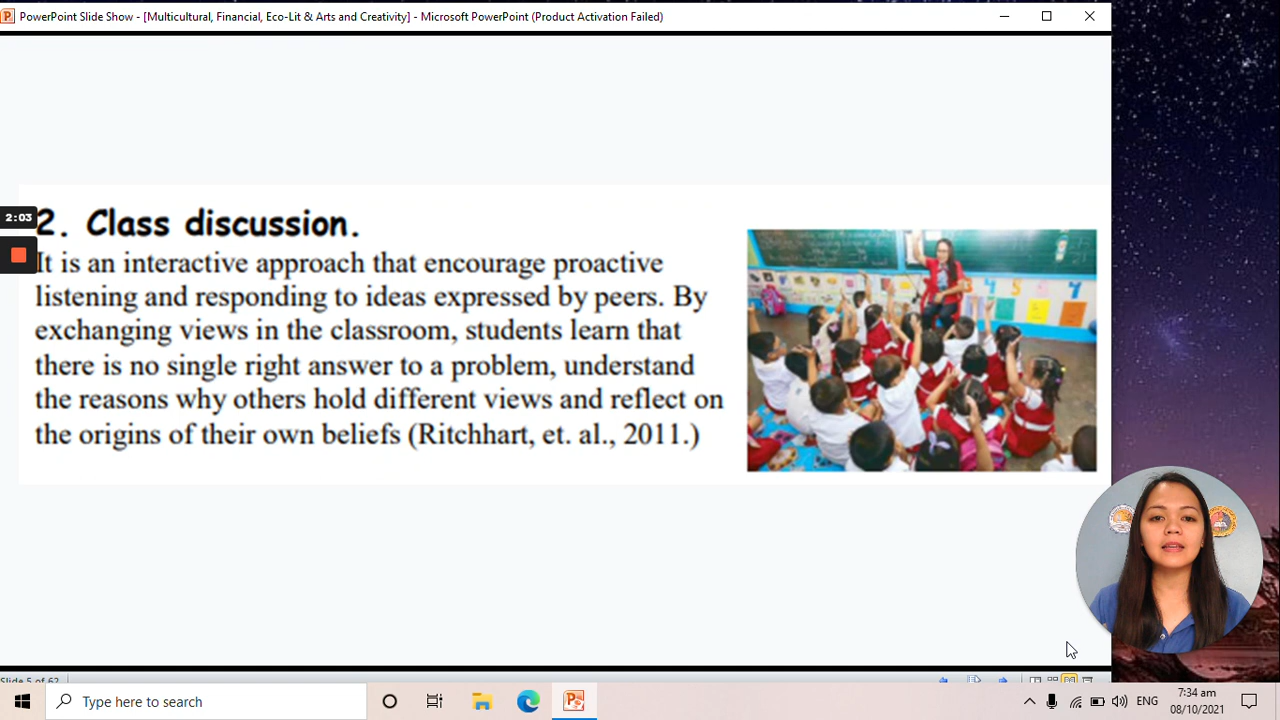 PowerPoint Slide Show - [Multicultural, Financial, Eco-Lit & Arts and Creativity] - Microsoft PowerPoint (Product Activation Failed)
2:03
2. Class discussion.
It is an interactive approach that encourage proactive
listening and responding to ideas expressed by peers. By
exchanging views in the classroom, students learn that
there is no single right answer to a problem, understand
the reasons why others hold different views and reflect on
the origins of their own beliefs (Ritchhart, et. al., 2011.)
Slide 5 of 62
Type here to search
ENG
7:34 am
08/10/2021